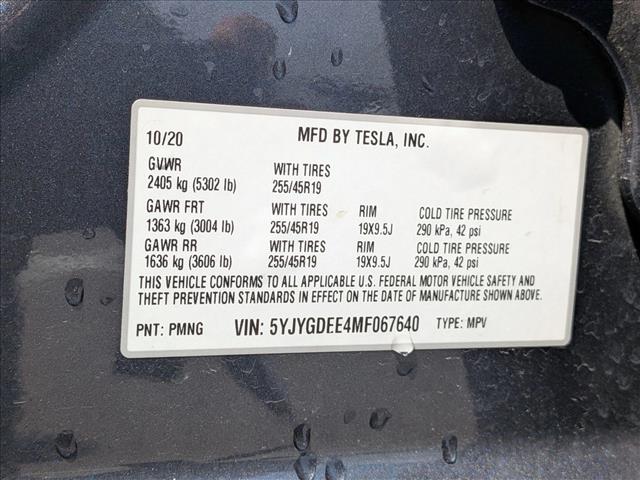 10/20 MFD BY TESLA, INC.
GVWR WITH TIRES
2405 kg (5302 lb) 255/45R19
GAWR FRT WITH TIRES RIM COLD TIRE PRESSURE
1363 kg (3004 lb) 255/45R19 19X9.5J 290 kPa, 42 psi
GAWR RR WITH TIRES RIM COLD TIRE PRESSURE
1636 kg (3606 lb) 255/45R19 19X9.5J 290 kPa, 42 psi
THIS VEHICLE CONFORMS TO ALL APPLICABLE U.S. FEDERAL MOTOR VEHICLE SAFETY AND
THEFT PREVENTION STANDARDS IN EFFECT ON THE DATE OF MANUFACTURE SHOWN ABOVE.
PNT: PMNG VIN: 5YJYGDEE4MF067640 TYPE: MPV